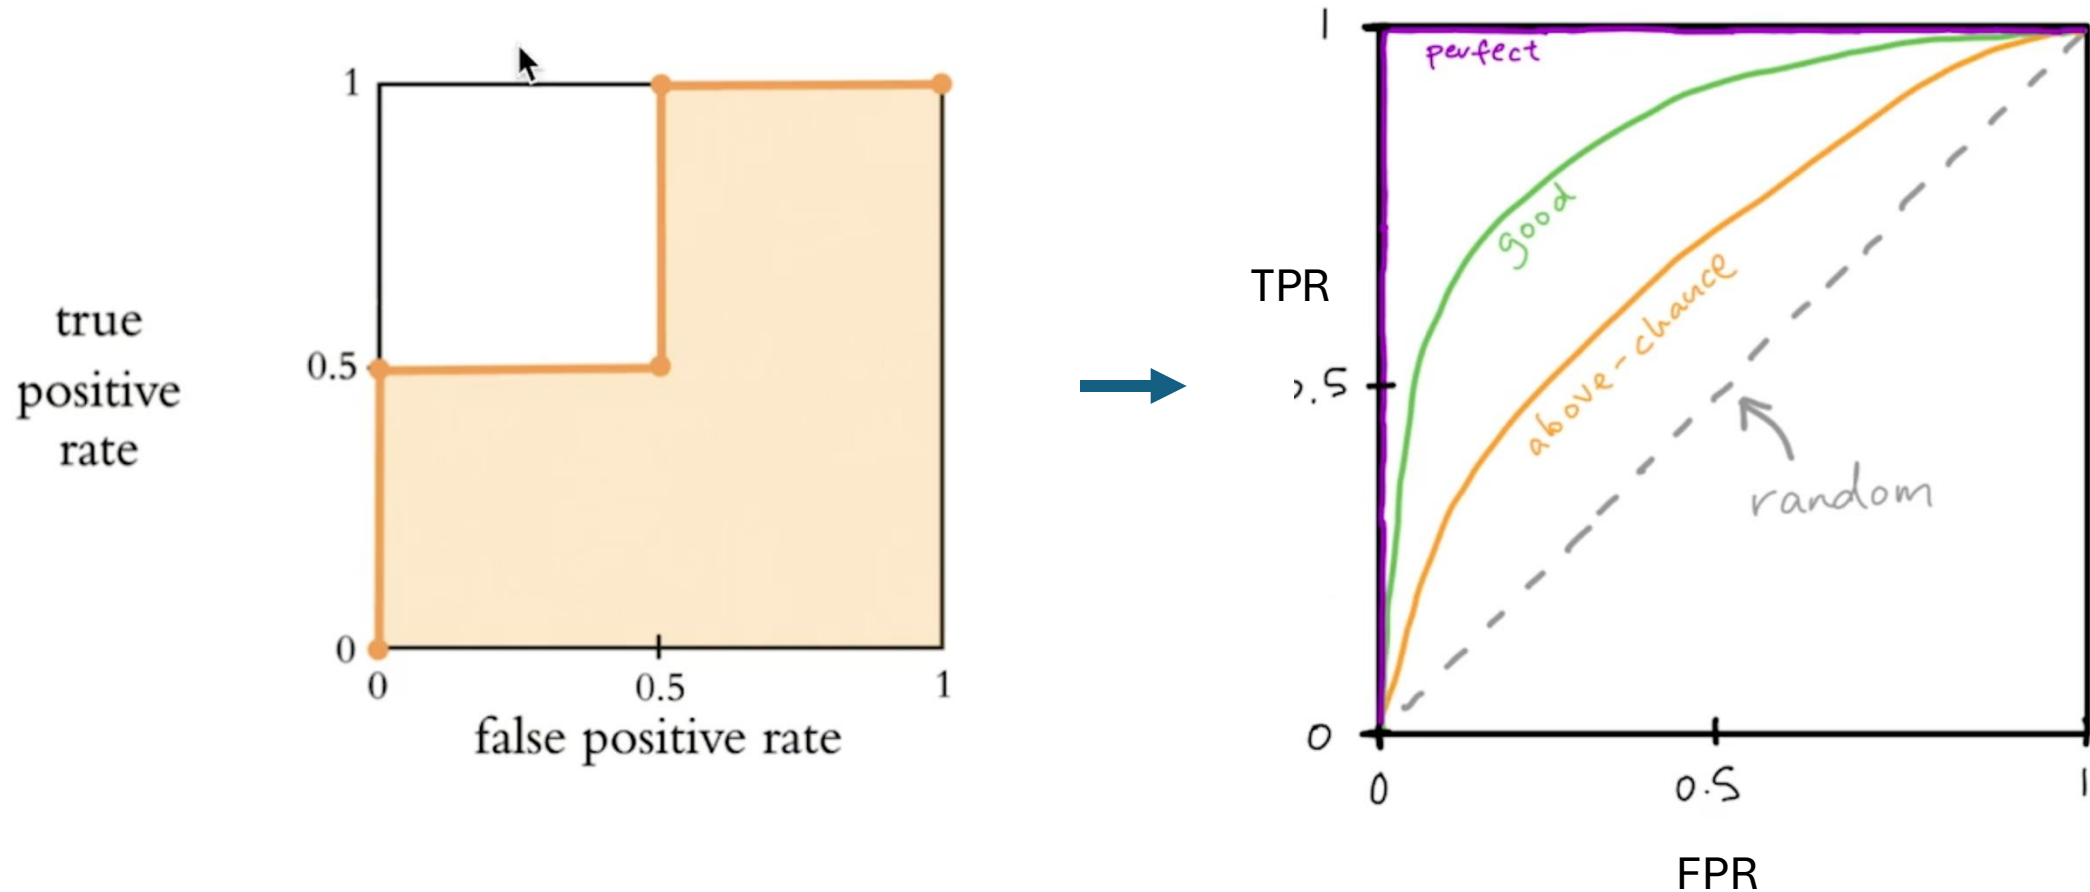 1
0.5
0
0
0.5
1
true
positive
rate
false positive rate
1
perfect
good
TPR
above-chance
.5
random
0
0
0.5
1
FPR